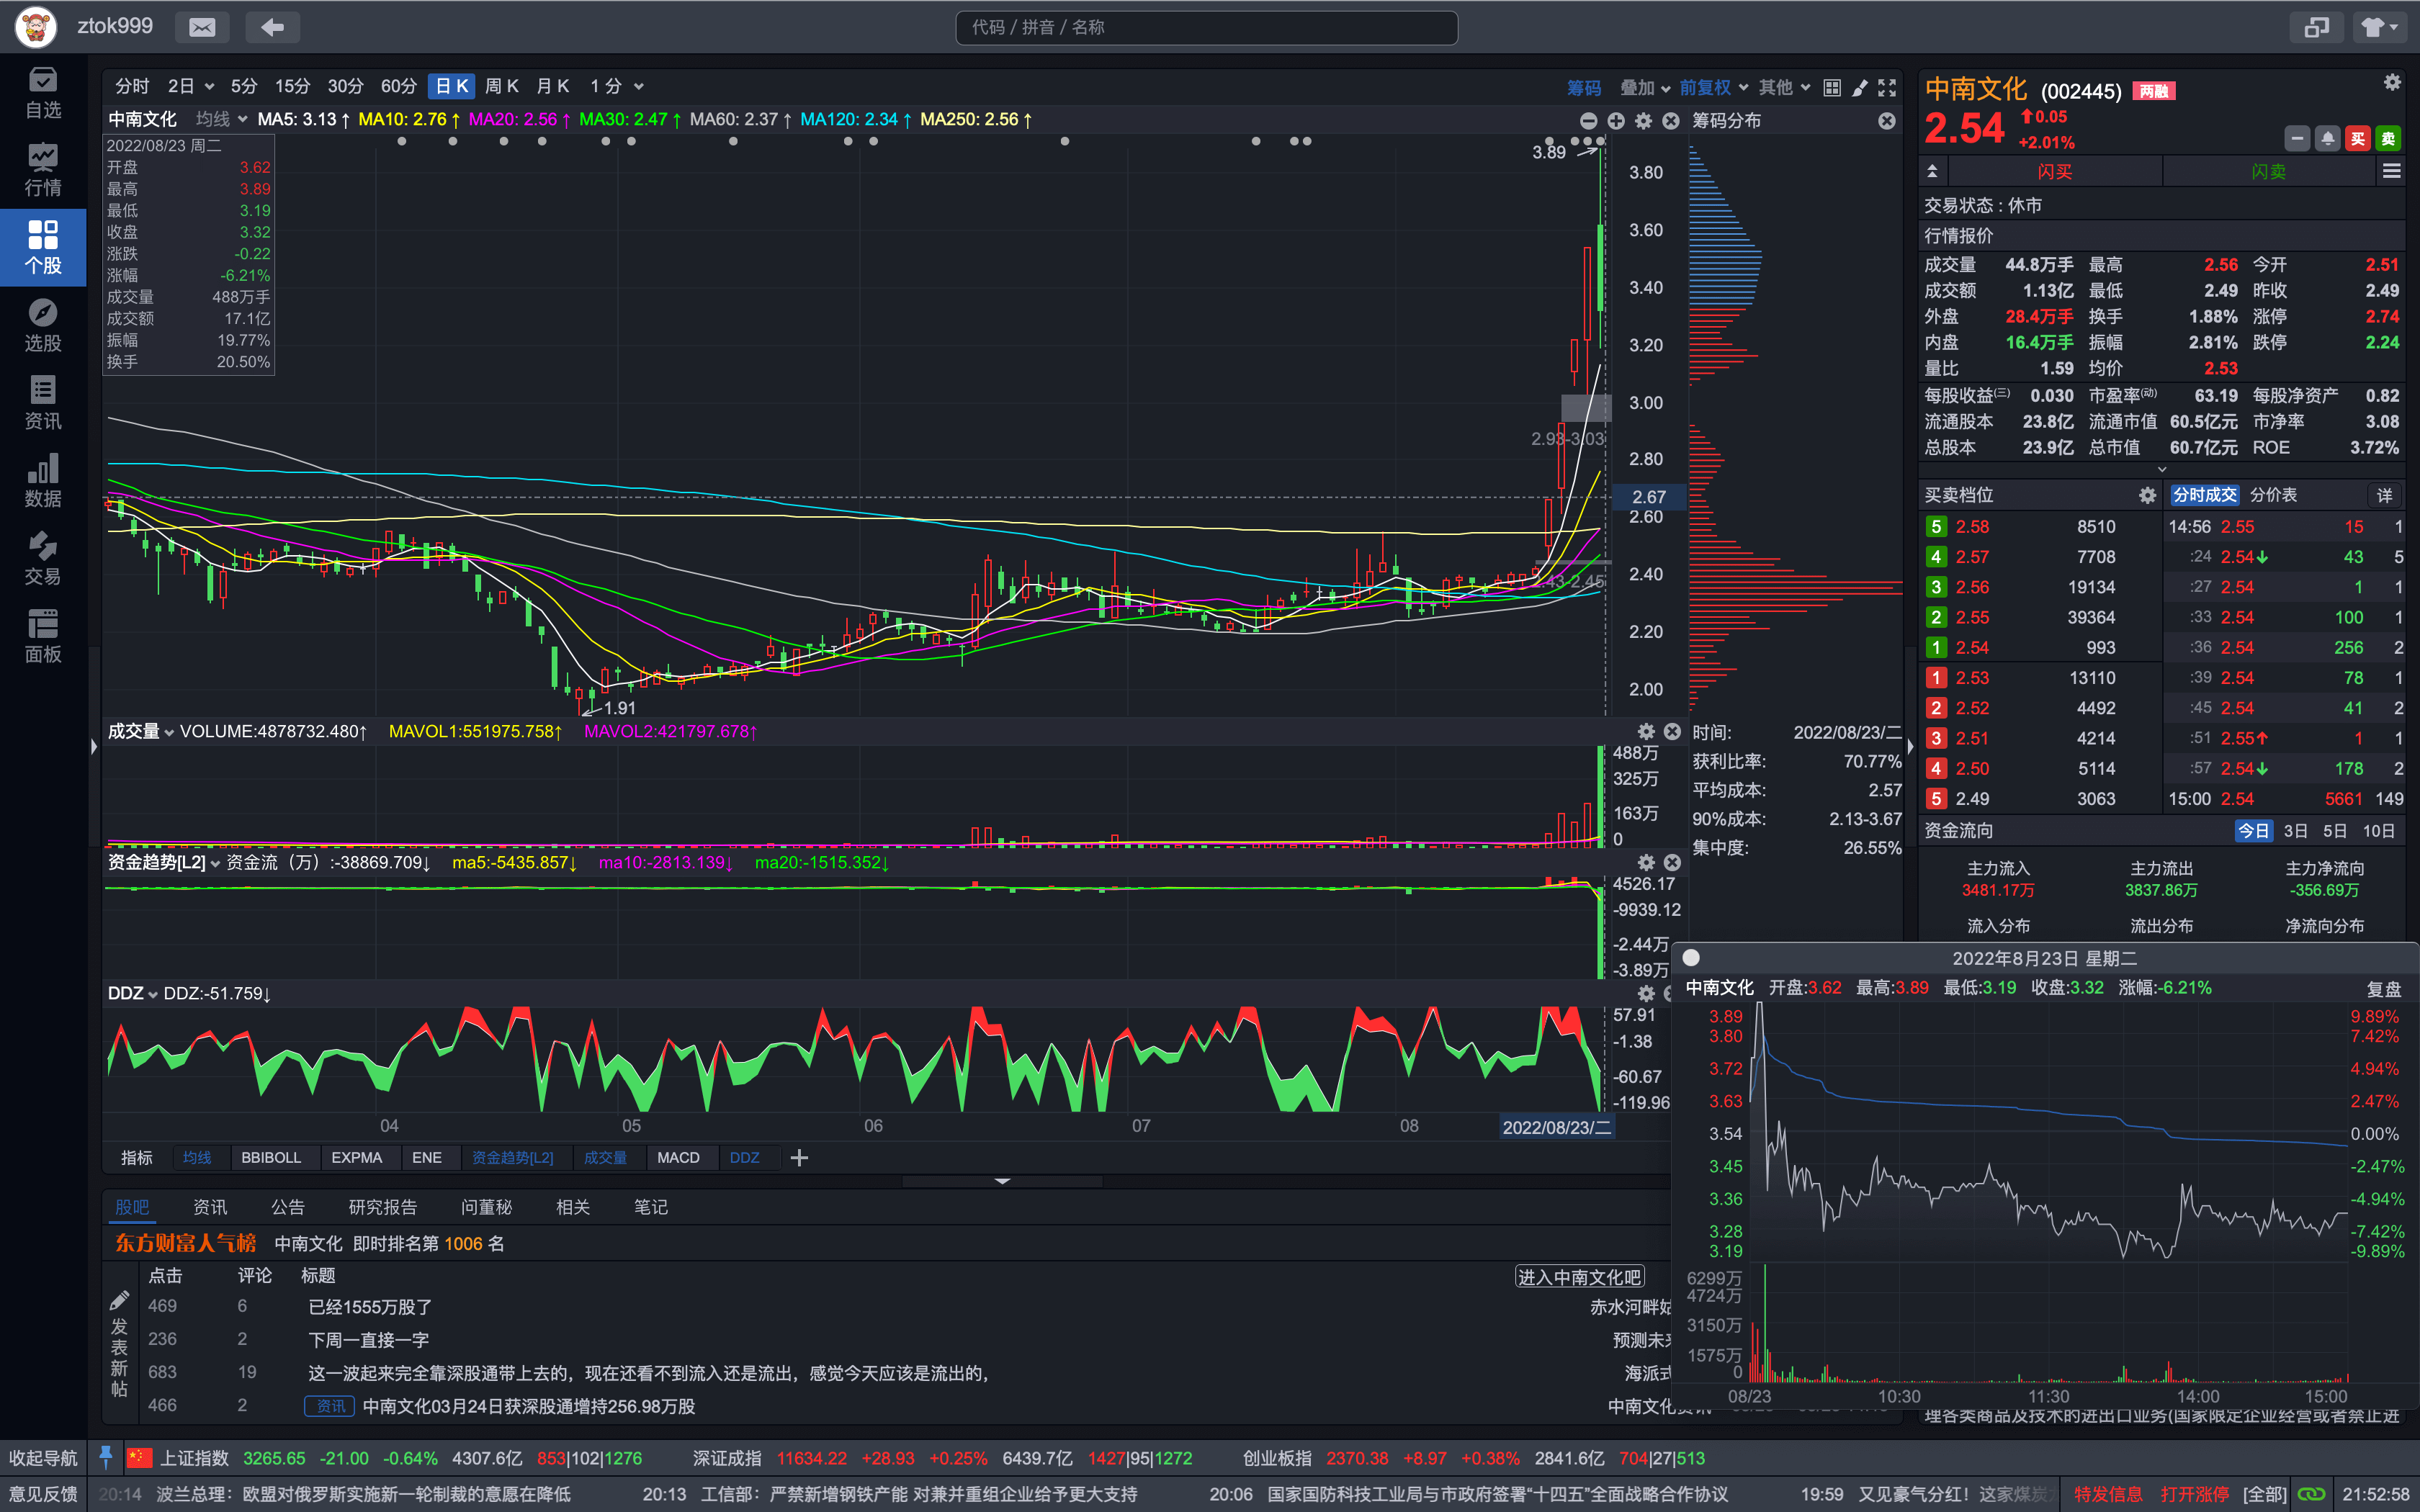 ztok999
代码 / 拼音 / 名称
自选
行情
个股
选股
资讯
数据
交易
面板
分时 2日 5分 15分 30分 60分 日K 周K 月K 1分
筹码 叠加 前复权 其他
中南文化 均线 MA5: 3.13↑ MA10: 2.76↑ MA20: 2.56↑ MA30: 2.47↑ MA60: 2.37↑ MA120: 2.34↑ MA250: 2.56↑
筹码分布
2022/08/23 周二
开盘 3.62
最高 3.89
最低 3.19
收盘 3.32
涨跌 -0.22
涨幅 -6.21%
成交量 488万手
成交额 17.1亿
振幅 19.77%
换手 20.50%
3.89
3.80
3.60
3.40
3.20
3.00
2.93-3.03
2.80
2.67
2.60
2.40
43-2.45
2.20
2.00
1.91
成交量 VOLUME:4878732.480↑ MAVOL1:551975.758↑ MAVOL2:421797.678↑
488万
325万
163万
0
资金趋势[L2] 资金流（万）:-38869.709↓ ma5:-5435.857↓ ma10:-2813.139↓ ma20:-1515.352↓
4526.17
-9939.12
-2.44万
-3.89万
DDZ DDZ:-51.759↓
57.91
-1.38
-60.67
-119.96
04 05 06 07 08 2022/08/23/二
指标 均线 BBIBOLL EXPMA ENE 资金趋势[L2] 成交量 MACD DDZ
时间: 2022/08/23/二
获利比率: 70.77%
平均成本: 2.57
90%成本: 2.13-3.67
集中度: 26.55%
股吧 资讯 公告 研究报告 问董秘 相关 笔记
东方财富人气榜 中南文化 即时排名第 1006 名
点击 评论 标题
进入中南文化吧
469 6 已经1555万股了 赤水河畔
236 2 下周一直接一字 预测未
683 19 这一波起来完全靠深股通带上去的，现在还看不到流入还是流出，感觉今天应该是流出的， 海派
466 2 资讯 中南文化03月24日获深股通增持256.98万股 中南文化
发表新帖
中南文化 (002445) 两融
2.54 0.05
+2.01%
买 卖
闪买 闪卖
交易状态：休市
行情报价
成交量 44.8万手 最高 2.56 今开 2.51
成交额 1.13亿 最低 2.49 昨收 2.49
外盘 28.4万手 换手 1.88% 涨停 2.74
内盘 16.4万手 振幅 2.81% 跌停 2.24
量比 1.59 均价 2.53
每股收益(三) 0.030 市盈率(动) 63.19 每股净资产 0.82
流通股本 23.8亿 流通市值 60.5亿元 市净率 3.08
总股本 23.9亿 总市值 60.7亿元 ROE 3.72%
买卖档位 分时成交 分价表 详
5 2.58 8510 14:56 2.55 15 1
4 2.57 7708 :24 2.54↓ 43 5
3 2.56 19134 :27 2.54 1 1
2 2.55 39364 :33 2.54 100 1
1 2.54 993 :36 2.54 256 2
1 2.53 13110 :39 2.54 78 1
2 2.52 4492 :45 2.54 41 2
3 2.51 4214 :51 2.55↑ 1 1
4 2.50 5114 :57 2.54↓ 178 2
5 2.49 3063 15:00 2.54 5661 149
资金流向 今日 3日 5日 10日
主力流入 主力流出 主力净流向
3481.17万 3837.86万 -356.69万
流入分布 流出分布 净流向分布
2022年8月23日 星期二
中南文化 开盘:3.62 最高:3.89 最低:3.19 收盘:3.32 涨幅:-6.21% 复盘
3.89 9.89%
3.80 7.42%
3.72 4.94%
3.63 2.47%
3.54 0.00%
3.45 -2.47%
3.36 -4.94%
3.28 -7.42%
3.19 -9.89%
6299万
4724万
3150万
1575万
0
08/23 10:30 11:30 14:00 15:00
理各类商品及技术的进出口业务(国家限定企业经营或者禁止进
收起导航 上证指数 3265.65 -21.00 -0.64% 4307.6亿 853|102|1276 深证成指 11634.22 +28.93 +0.25% 6439.7亿 1427|95|1272 创业板指 2370.38 +8.97 +0.38% 2841.6亿 704|27|513
意见反馈 20:14 波兰总理：欧盟对俄罗斯实施新一轮制裁的意愿在降低 20:13 工信部：严禁新增钢铁产能 对兼并重组企业给予更大支持 20:06 国家国防科技工业局与市政府签署“十四五”全面战略合作协议 19:59 又见豪气分红！这家煤炭 特发信息 打开涨停 [全部] 21:52:58